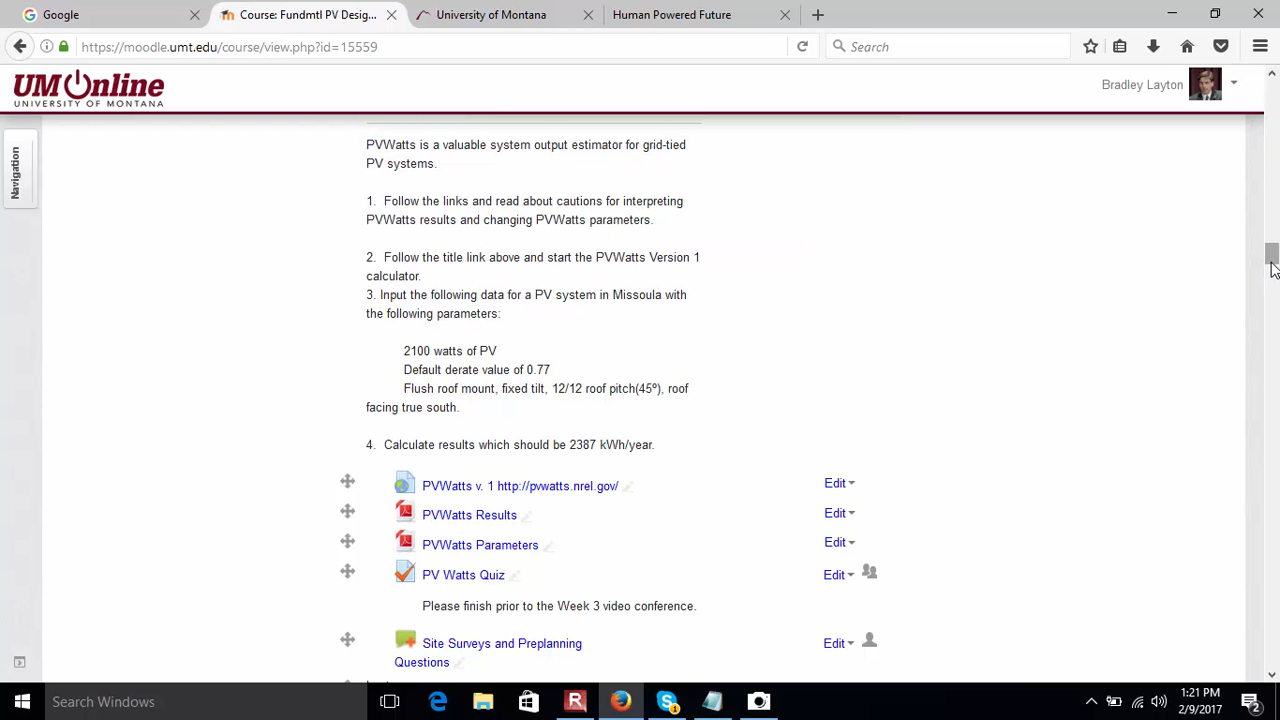 Google
Course: Fundmtl PV Desig...
University of Montana
Human Powered Future
https://moodle.umt.edu/course/view.php?id=15559
Search
UMOnline
UNIVERSITY OF MONTANA
Bradley Layton
Navigation
PVWatts is a valuable system output estimator for grid-tied
PV systems.
1. Follow the links and read about cautions for interpreting
PVWatts results and changing PVWatts parameters.
2. Follow the title link above and start the PVWatts Version 1
calculator.
3. Input the following data for a PV system in Missoula with
the following parameters:
2100 watts of PV
Default derate value of 0.77
Flush roof mount, fixed tilt, 12/12 roof pitch(45º), roof
facing true south.
4. Calculate results which should be 2387 kWh/year.
PVWatts v. 1 http://pvwatts.nrel.gov/ Edit
PVWatts Results Edit
PVWatts Parameters Edit
PV Watts Quiz Edit
Please finish prior to the Week 3 video conference.
Site Surveys and Preplanning Edit
Questions
Search Windows
1:21 PM
2/9/2017